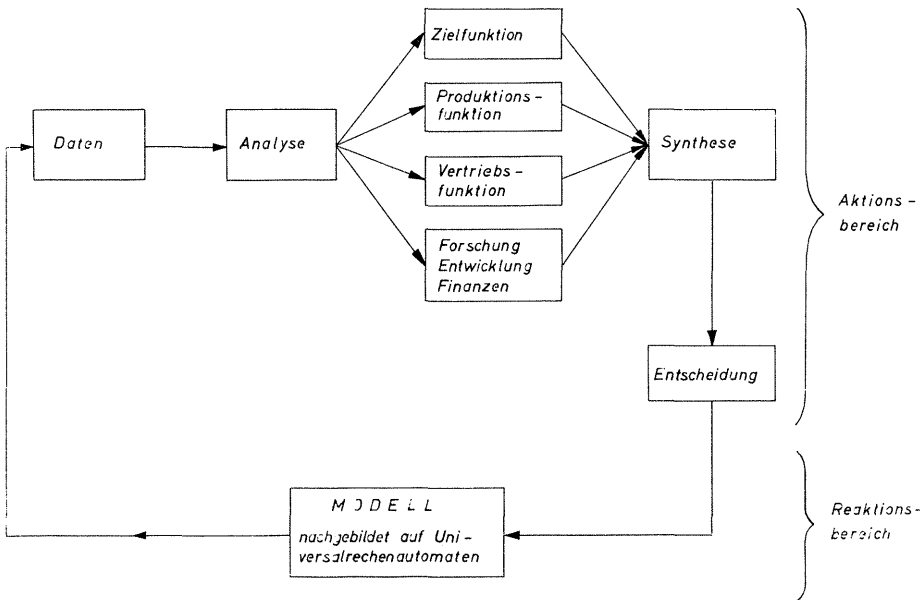 Zielfunktion
Produktions-
funktion
Daten
Analyse
Synthese
Vertriebs-
funktion
Aktions-
bereich
Forschung
Entwicklung
Finanzen
Entscheidung
MODELL
nachgebildet auf Uni-
versalrechenautomaten
Reaktions-
bereich